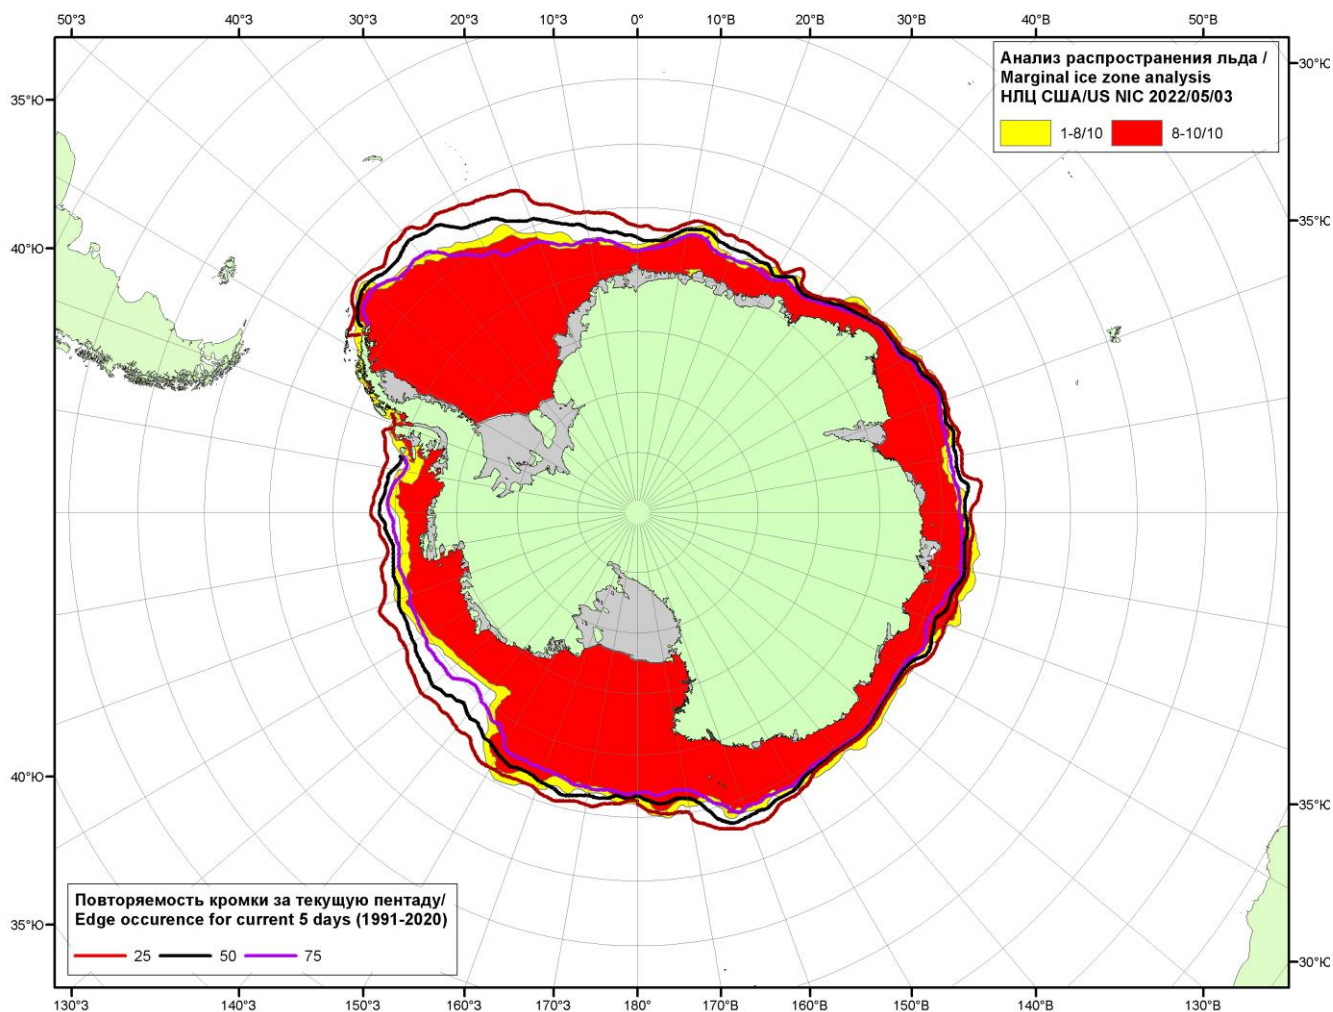 50°З 40°З 30°З 20°З 10°З 0° 10°В 20°В 30°В 40°В 50°В
Анализ распространения льда /
Marginal ice zone analysis
НЛЦ США/US NIC 2022/05/03
1-8/10 8-10/10
30°Ю
35°Ю
35°Ю
40°Ю
40°Ю
35°Ю
Повторяемость кромки за текущую пентаду/
Edge occurence for current 5 days (1991-2020)
25 50 75
35°Ю
30°Ю
130°З 140°З 150°З 160°З 170°З 180° 170°В 160°В 150°В 140°В 130°В